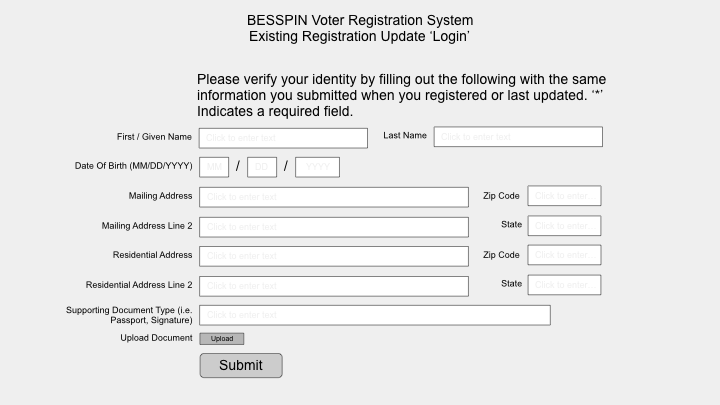 BESSPIN Voter Registration System
Existing Registration Update ‘Login’
Please verify your identity by filling out the following with the same
information you submitted when you registered or last updated. ‘*’
Indicates a required field.
First / Given Name Click to enter text Last Name Click to enter text
Date Of Birth (MM/DD/YYYY) MM / DD / YYYY
Mailing Address Click to enter text Zip Code Click to enter...
Mailing Address Line 2 Click to enter text State Click to enter...
Residential Address Click to enter text Zip Code Click to enter...
Residential Address Line 2 Click to enter text State Click to enter...
Supporting Document Type (i.e.
Passport, Signature) Click to enter text
Upload Document Upload
Submit